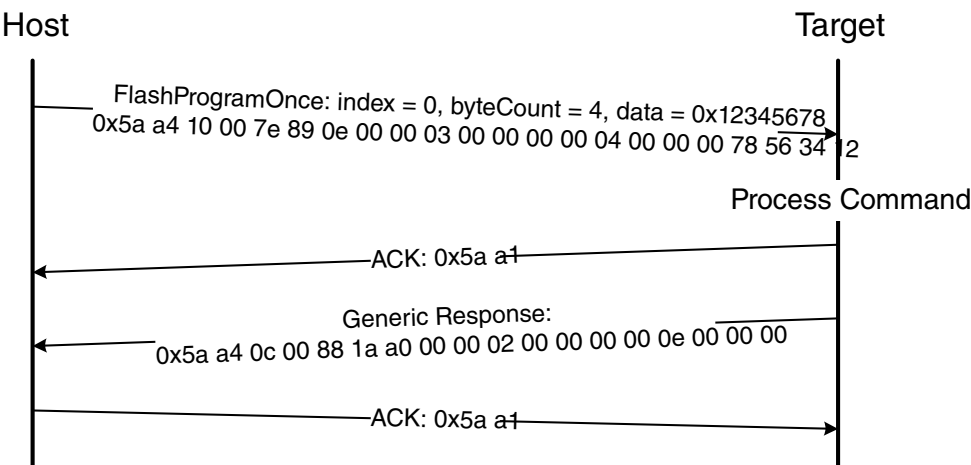 Host
Target
FlashProgramOnce: index = 0, byteCount = 4, data = 0x12345678
0x5a a4 10 00 7e 89 0e 00 00 03 00 00 00 00 04 00 00 00 78 56 34 12
Process Command
ACK: 0x5a a1
Generic Response:
0x5a a4 0c 00 88 1a a0 00 00 02 00 00 00 00 0e 00 00 00
ACK: 0x5a a1